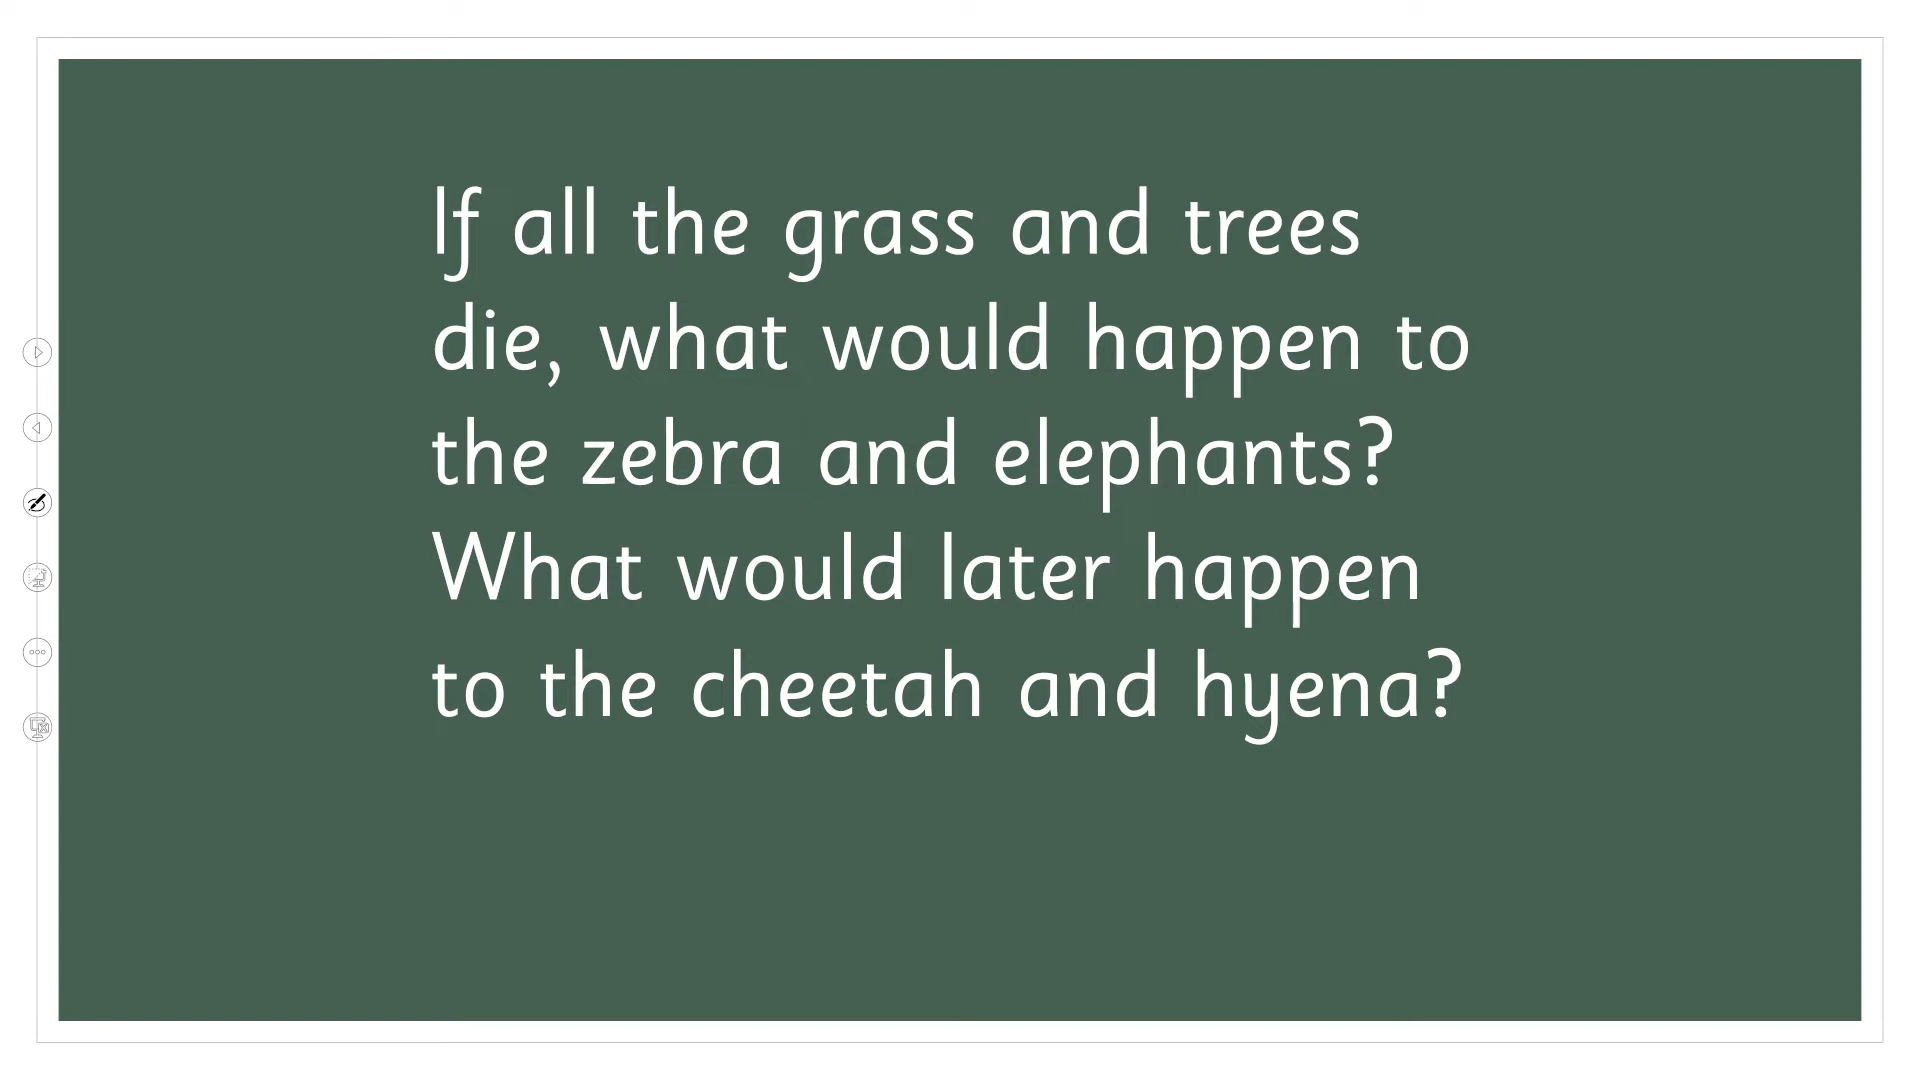 If all the grass and trees
die, what would happen to
the zebra and elephants?
What would later happen
to the cheetah and hyena?